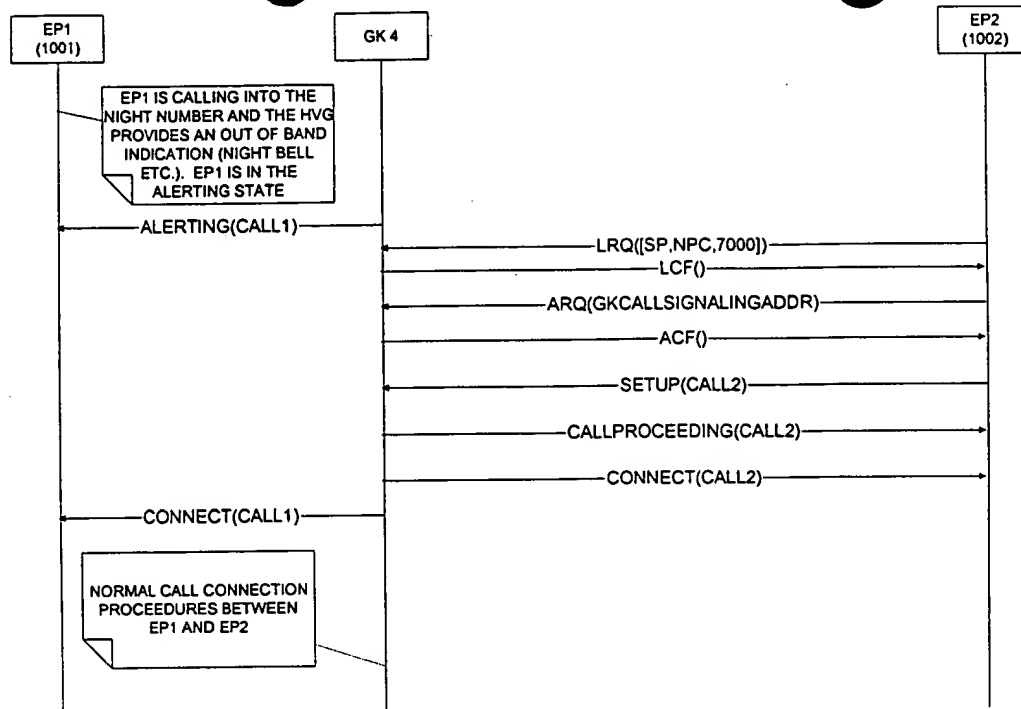 EP1
(1001)
GK 4
EP2
(1002)
EP1 IS CALLING INTO THE
NIGHT NUMBER AND THE HVG
PROVIDES AN OUT OF BAND
INDICATION (NIGHT BELL
ETC.). EP1 IS IN THE
ALERTING STATE
ALERTING(CALL1)
LRQ([SP,NPC,7000])
LCF()
ARQ(GKCALLSIGNALINGADDR)
ACF()
SETUP(CALL2)
CALLPROCEEDING(CALL2)
CONNECT(CALL2)
CONNECT(CALL1)
NORMAL CALL CONNECTION
PROCEEDURES BETWEEN
EP1 AND EP2